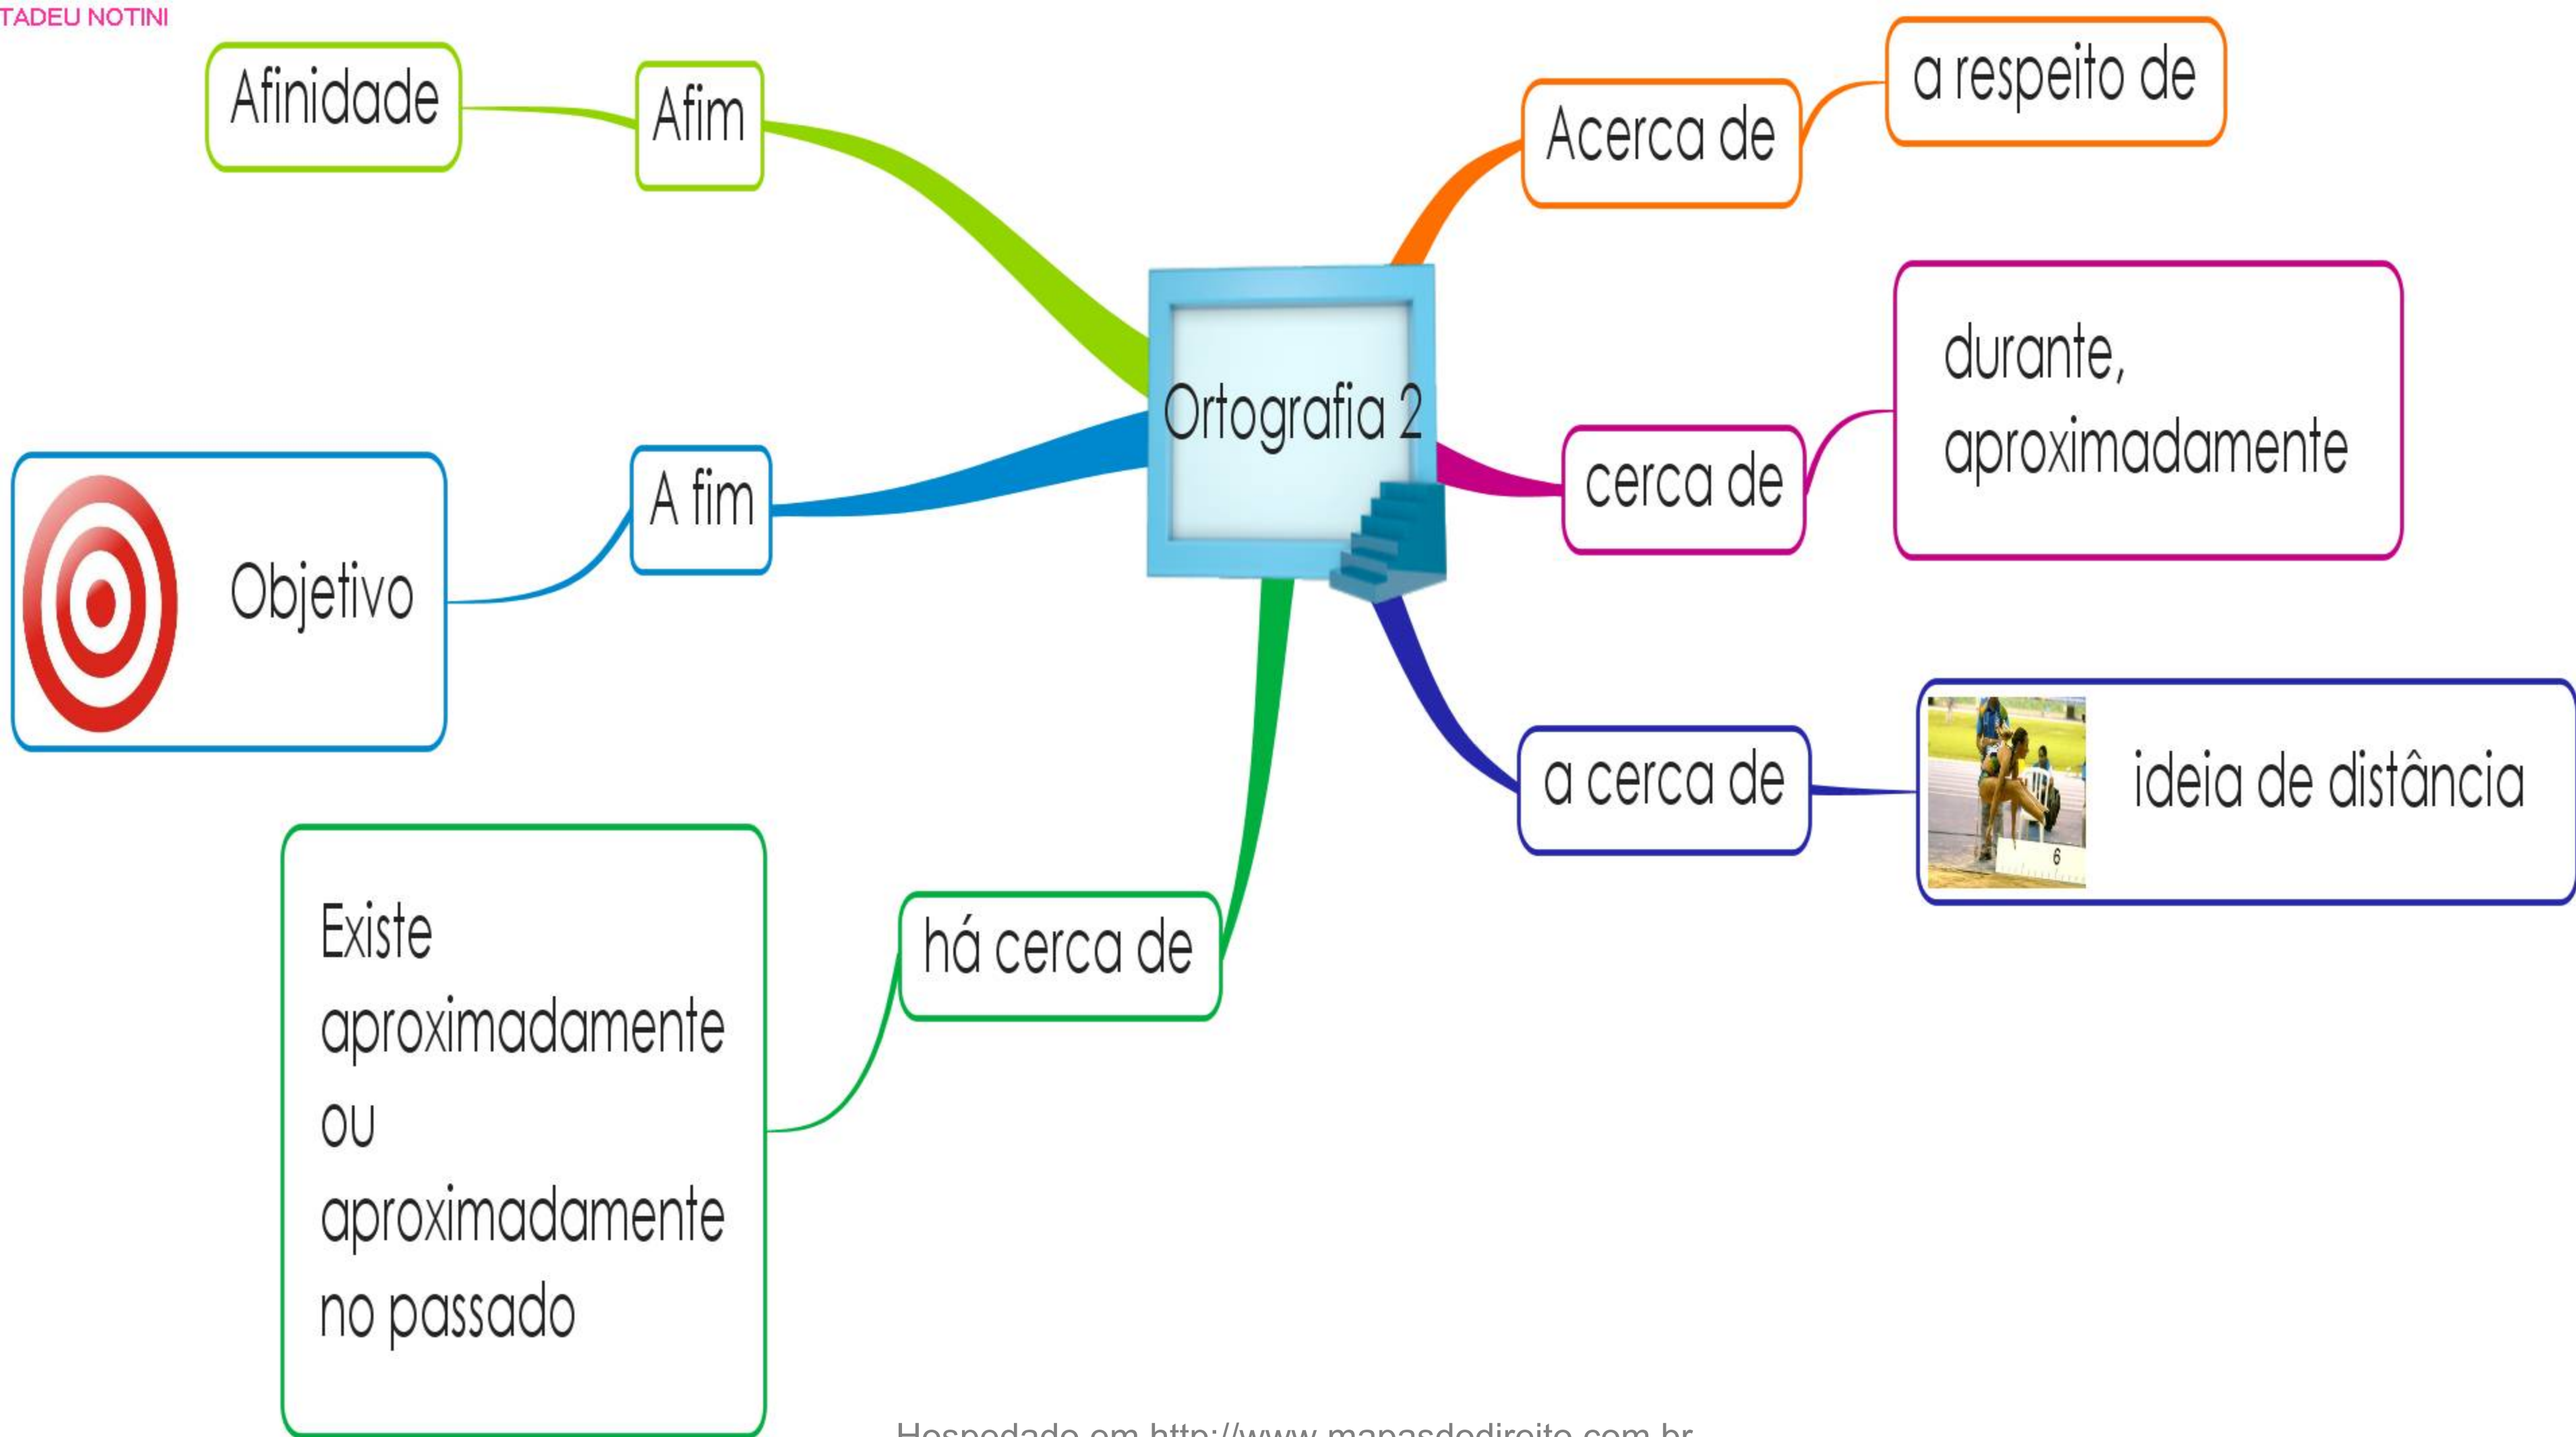 TADEU NOTINI
Afinidade
Afim
Acerca de
a respeito de
Ortografia 2
durante,
aproximadamente
cerca de
A fim
Objetivo
a cerca de
ideia de distância
6
há cerca de
Existe
aproximadamente
ou
aproximadamente
no passado
Hospedado em http://www.mapasdodireito.com.br